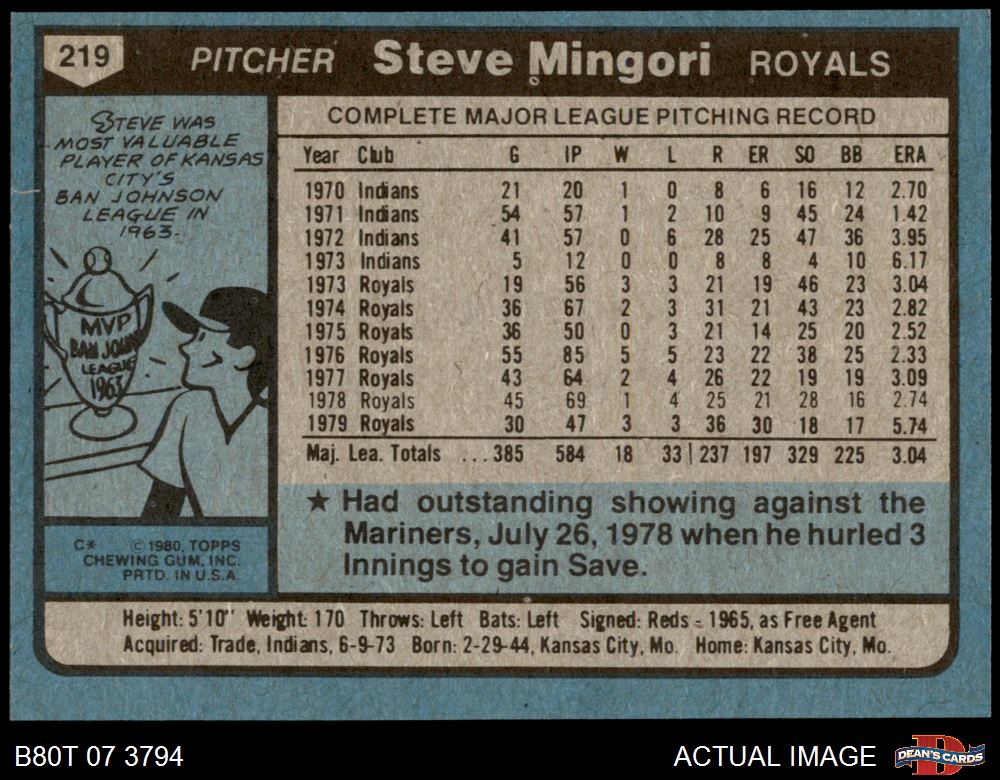 219 PITCHER Steve Mingori ROYALS
STEVE WAS
MOST VALUABLE
PLAYER OF KANSAS
CITY'S
BAN JOHNSON
LEAGUE IN
1963.
MVP
BAN JOHN
LEAGUE
1963
C* © 1980, TOPPS
CHEWING GUM, INC.
PRTD. IN U.S.A.
COMPLETE MAJOR LEAGUE PITCHING RECORD
Year Club G IP W L R ER SO BB ERA
1970 Indians 21 20 1 0 8 6 16 12 2.70
1971 Indians 54 57 1 2 10 9 45 24 1.42
1972 Indians 41 57 0 6 28 25 47 36 3.95
1973 Indians 5 12 0 0 8 8 4 10 6.17
1973 Royals 19 56 3 3 21 19 46 23 3.04
1974 Royals 36 67 2 3 31 21 43 23 2.82
1975 Royals 36 50 0 3 21 14 25 20 2.52
1976 Royals 55 85 5 5 23 22 38 25 2.33
1977 Royals 43 64 2 4 26 22 19 19 3.09
1978 Royals 45 69 1 4 25 21 28 16 2.74
1979 Royals 30 47 3 3 36 30 18 17 5.74
Maj. Lea. Totals ...385 584 18 33 237 197 329 225 3.04
★ Had outstanding showing against the
Mariners, July 26, 1978 when he hurled 3
Innings to gain Save.
Height: 5'10" Weight: 170 Throws: Left Bats: Left Signed: Reds - 1965, as Free Agent
Acquired: Trade, Indians, 6-9-73 Born: 2-29-44, Kansas City, Mo. Home: Kansas City, Mo.
B80T 07 3794 ACTUAL IMAGE DEAN'S CARDS